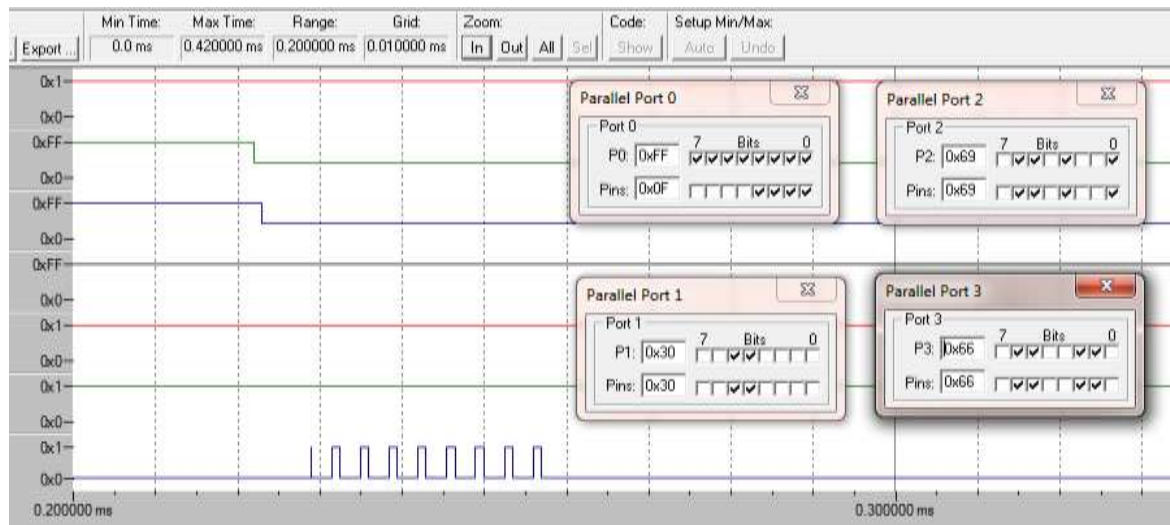 Min Time: Max Time: Range: Grid: Zoom: Code: Setup Min/Max:
Export ... 0.0 ms 0.420000 ms 0.200000 ms 0.010000 ms In Out All Sel Show Auto Undo
0x1
0x0
0xFF
0x0
0xFF
0x0
0xFF
0x0
0x1
0x0
0x1
0x0
0x1
0x0
0.200000 ms 0.300000 ms
Parallel Port 0
Port 0
7 Bits 0
P0: 0xFF
Pins: 0x0F
Parallel Port 2
Port 2
7 Bits 0
P2: 0x69
Pins: 0x69
Parallel Port 1
Port 1
7 Bits 0
P1: 0x30
Pins: 0x30
Parallel Port 3
Port 3
7 Bits 0
P3: 0x66
Pins: 0x66